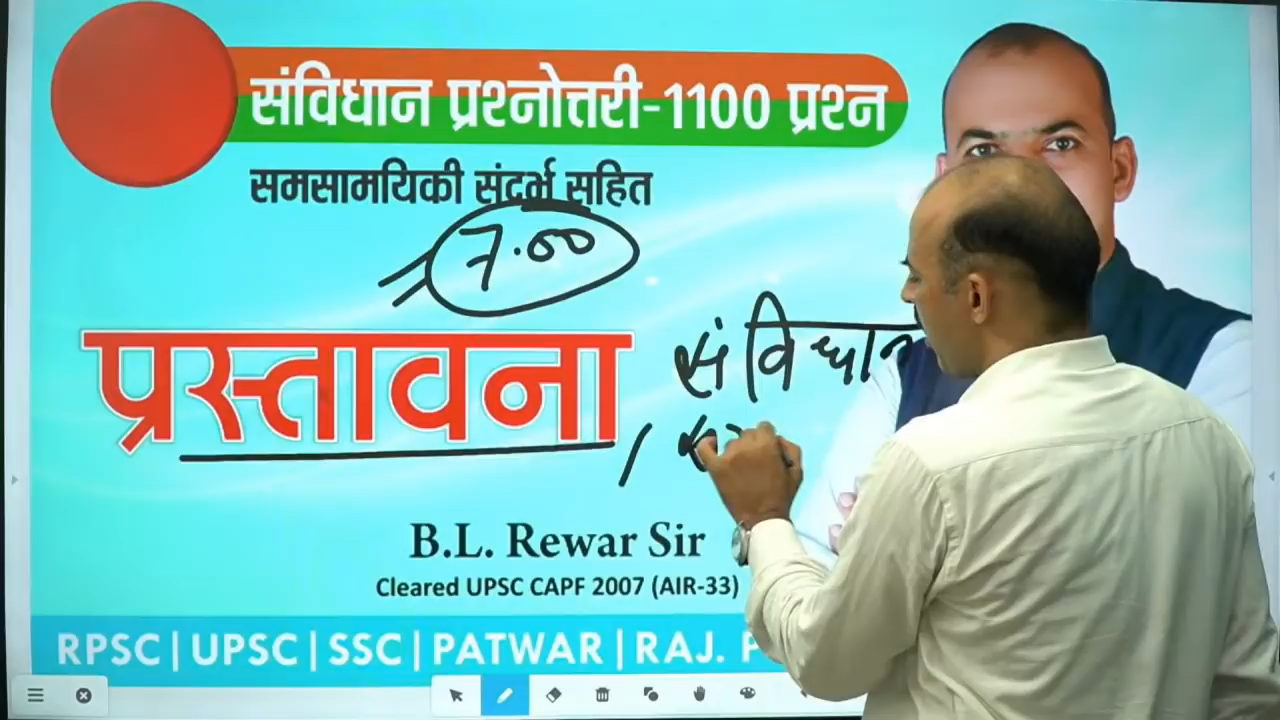 संविधान प्रश्नोत्तरी-1100 प्रश्न
समसामयिकी संदर्भ सहित
7.00
प्रस्तावना
संविधान
B.L. Rewar Sir
Cleared UPSC CAPF 2007 (AIR-33)
RPSC|UPSC|SSC|PATWAR|RAJ.